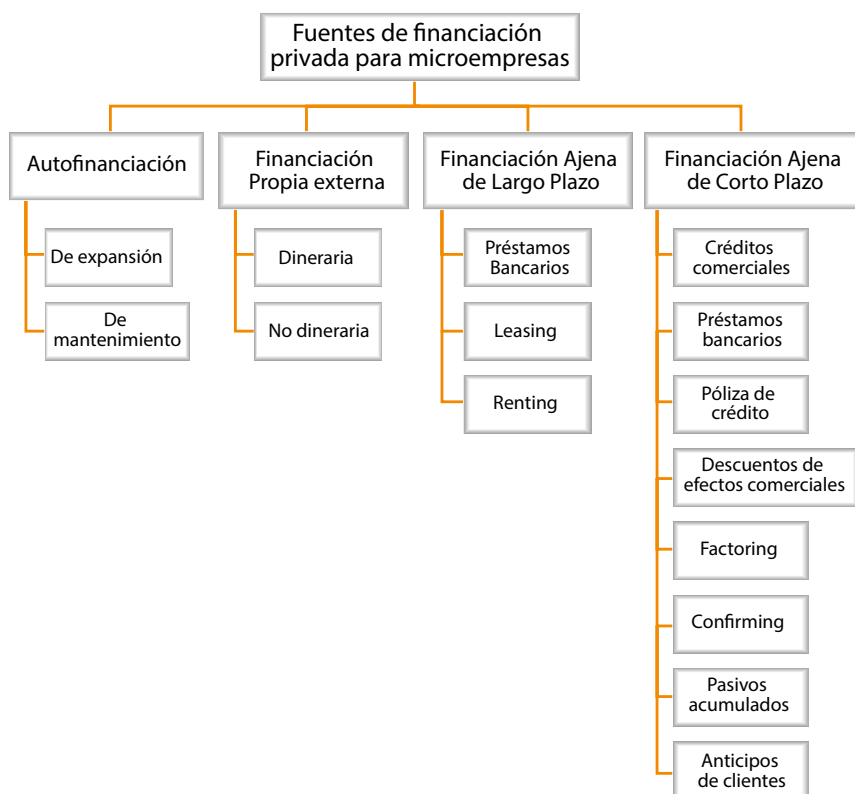 Fuentes de financiación
privada para microempresas
Autofinanciación
De expansión
De
mantenimiento
Financiación
Propia externa
Dineraria
No dineraria
Financiación Ajena
de Largo Plazo
Préstamos
Bancarios
Leasing
Renting
Financiación Ajena
de Corto Plazo
Créditos
comerciales
Préstamos
bancarios
Póliza de
crédito
Descuentos de
efectos comerciales
Factoring
Confirming
Pasivos
acumulados
Anticipos
de clientes